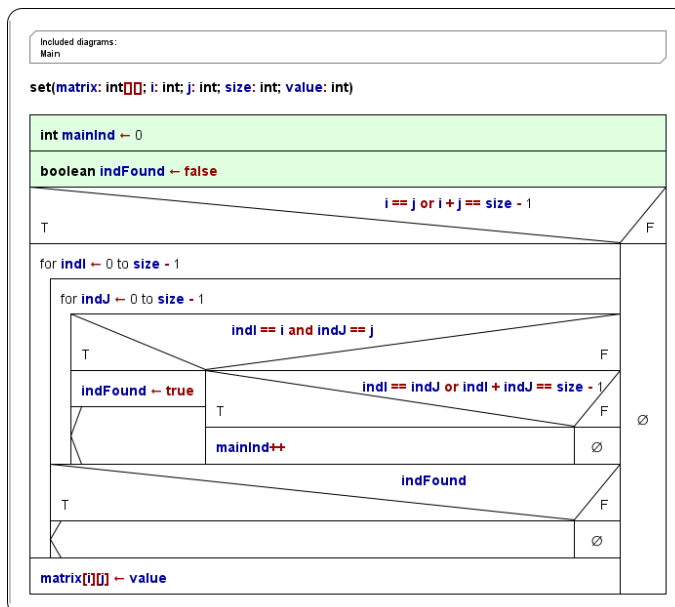 Included diagrams:
Main
set(matrix: int[][]; i: int; j: int; size: int; value: int)
int mainInd ← 0
boolean indFound ← false
i == j or i + j == size - 1
T F
for indI ← 0 to size - 1
for indJ ← 0 to size - 1
indI == i and indJ == j
T F
indFound ← true
indI == indJ or indI + indJ == size - 1
T F
∅
mainInd++ ∅
indFound
T F
∅
matrix[i][j] ← value